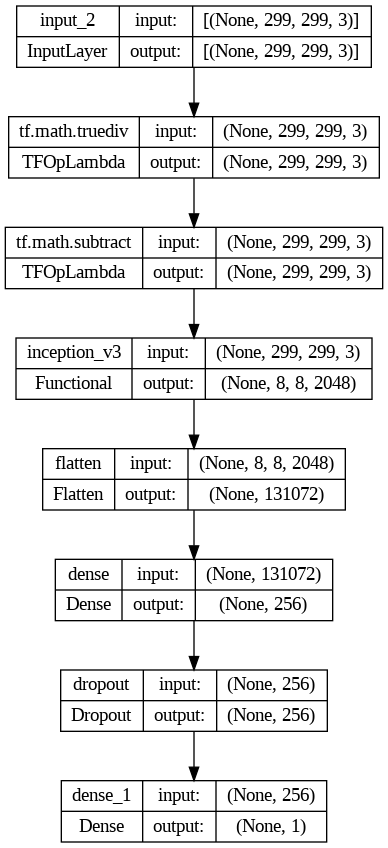 input_2 input: [(None, 299, 299, 3)]
InputLayer output: [(None, 299, 299, 3)]
tf.math.truediv input: (None, 299, 299, 3)
TFOpLambda output: (None, 299, 299, 3)
tf.math.subtract input: (None, 299, 299, 3)
TFOpLambda output: (None, 299, 299, 3)
inception_v3 input: (None, 299, 299, 3)
Functional output: (None, 8, 8, 2048)
flatten input: (None, 8, 8, 2048)
Flatten output: (None, 131072)
dense input: (None, 131072)
Dense output: (None, 256)
dropout input: (None, 256)
Dropout output: (None, 256)
dense_1 input: (None, 256)
Dense output: (None, 1)